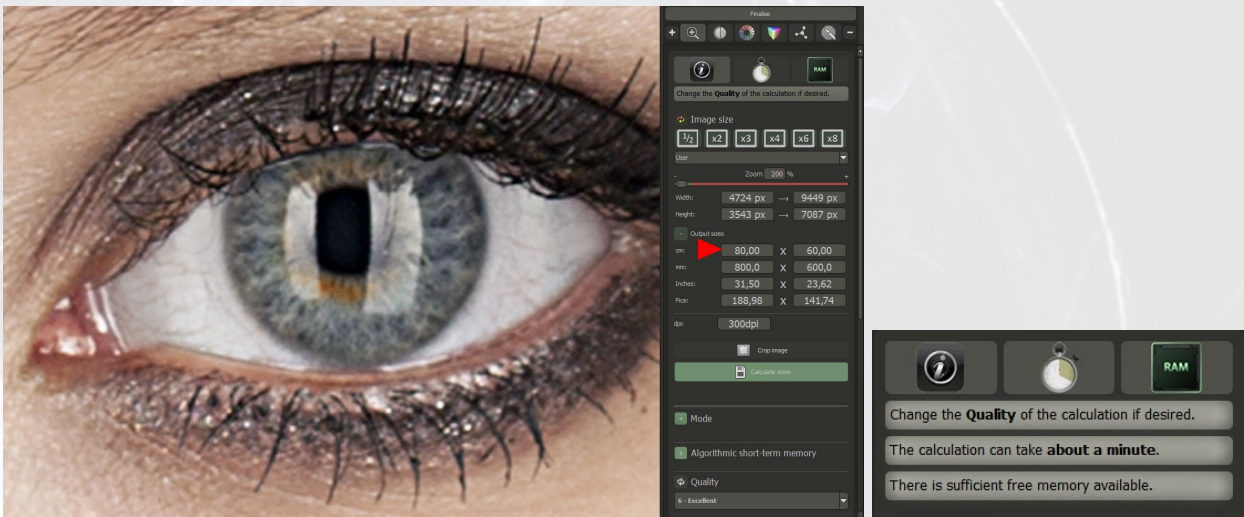 Finalise
RAM
Change the Quality of the calculation if desired.
Image size
1/2 x2 x3 x4 x6 x8
User
- Zoom 200 % +
Width: 4724 px → 9449 px
Height: 3543 px → 7087 px
- Output sizes
cm: 80,00 X 60,00
mm: 800,0 X 600,0
Inches: 31,50 X 23,62
Pica: 188,98 X 141,74
dpi: 300dpi
Crop image
Calculate zoom
+ Mode
+ Algorithmic short-term memory
Quality
6 - Excellent
RAM
Change the Quality of the calculation if desired.
The calculation can take about a minute.
There is sufficient free memory available.